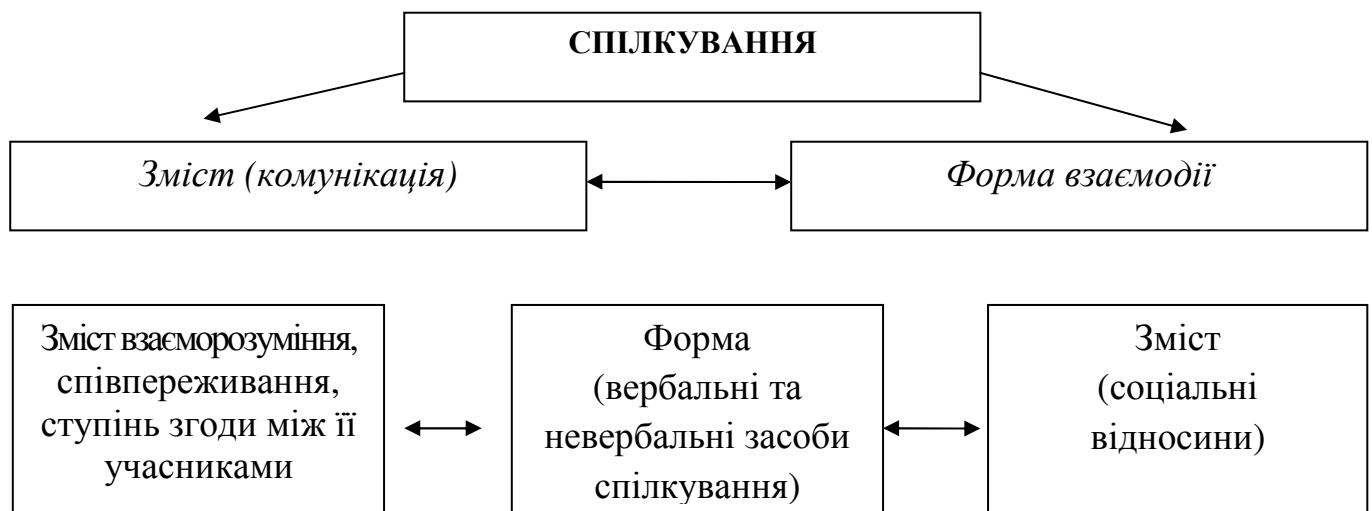 СПІЛКУВАННЯ
Зміст (комунікація)
Форма взаємодії
Зміст взаєморозуміння,
співпереживання,
ступінь згоди між її
учасниками
Форма
(вербальні та
невербальні засоби
спілкування)
Зміст
(соціальні
відносини)